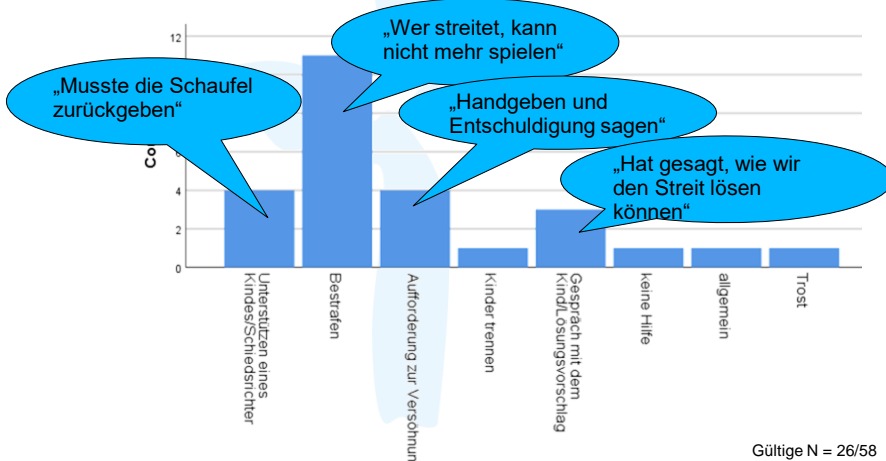 „Wer streitet, kann
nicht mehr spielen“
„Musste die Schaufel
zurückgeben“
„Handgeben und
Entschuldigung sagen“
„Hat gesagt, wie wir
den Streit lösen
können“
12
4
2
0
Unterstützen eines
Kindes/Schiedsrichter
Bestrafen
Aufforderung zur
Kinder trennen
Gespräch mit dem
Kind/Lösungsvorschlag
keine Hilfe
allgemein
Trost
Gültige N = 26/58